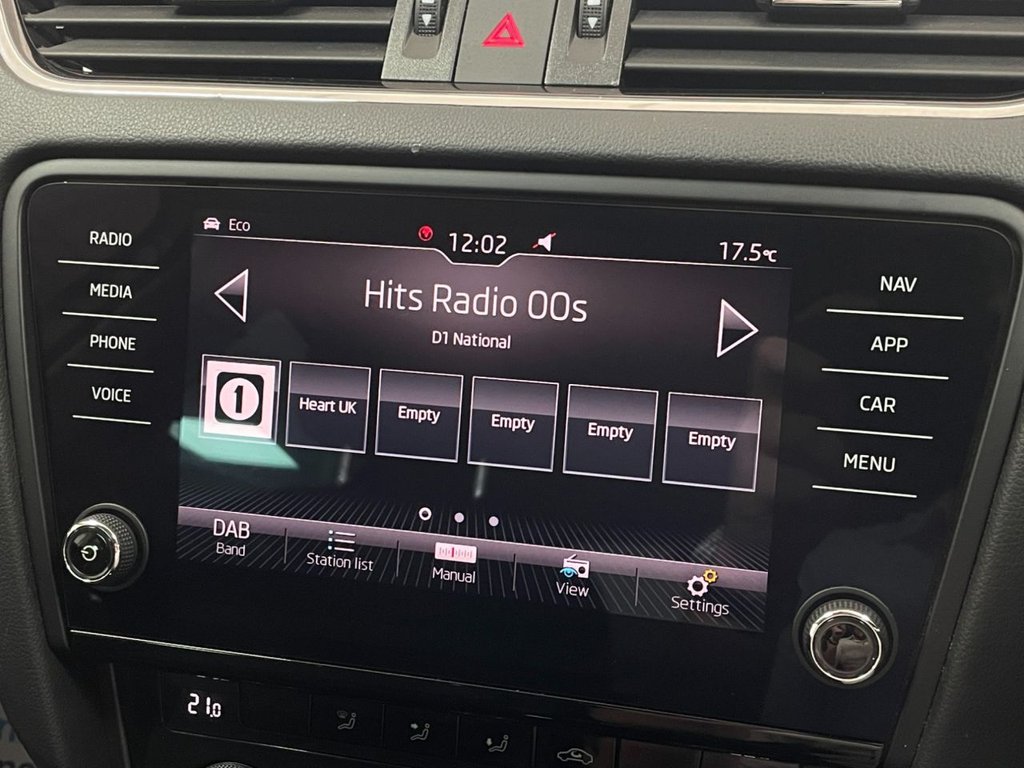 Eco
12:02
17.5°C
RADIO
MEDIA
PHONE
VOICE
Hits Radio 00s
D1 National
1
Heart UK
Empty
Empty
Empty
Empty
NAV
APP
CAR
MENU
DAB
Band
Station list
Manual
View
Settings
21.0